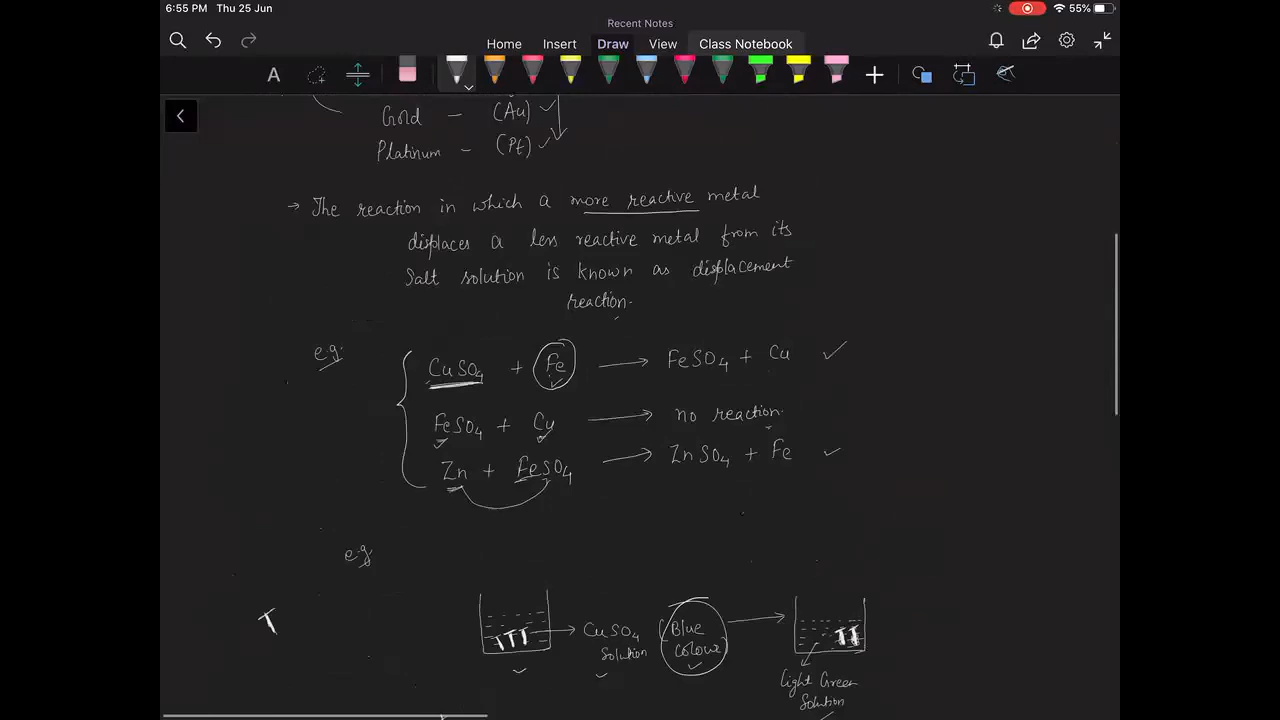 6:55 PM Thu 25 Jun
55%
Recent Notes
Home Insert Draw View Class Notebook
A
Gold - (Au)
Platinum - (Pt)
→ The reaction in which a more reactive metal
displaces a less reactive metal from its
Salt solution is known as displacement
reaction.
e.g. CuSO4 + Fe → FeSO4 + Cu
FeSO4 + Cu → no reaction.
Zn + FeSO4 → ZnSO4 + Fe
e.g
CuSO4 Solution
(Blue colour)
Light Green
Solution